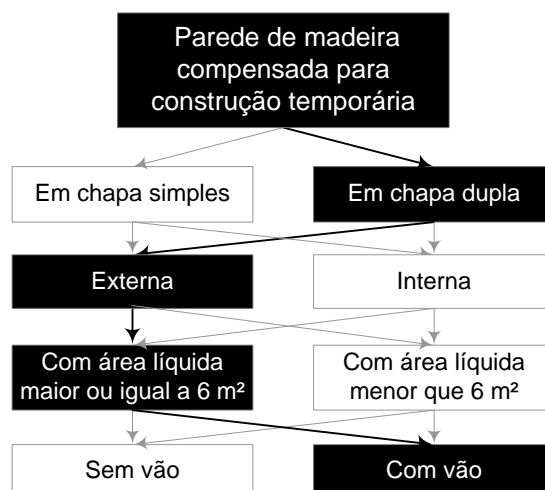 Parede de madeira
compensada para
construção temporária
Em chapa simples
Em chapa dupla
Externa
Interna
Com área líquida
maior ou igual a 6 m²
Com área líquida
menor que 6 m²
Sem vão
Com vão